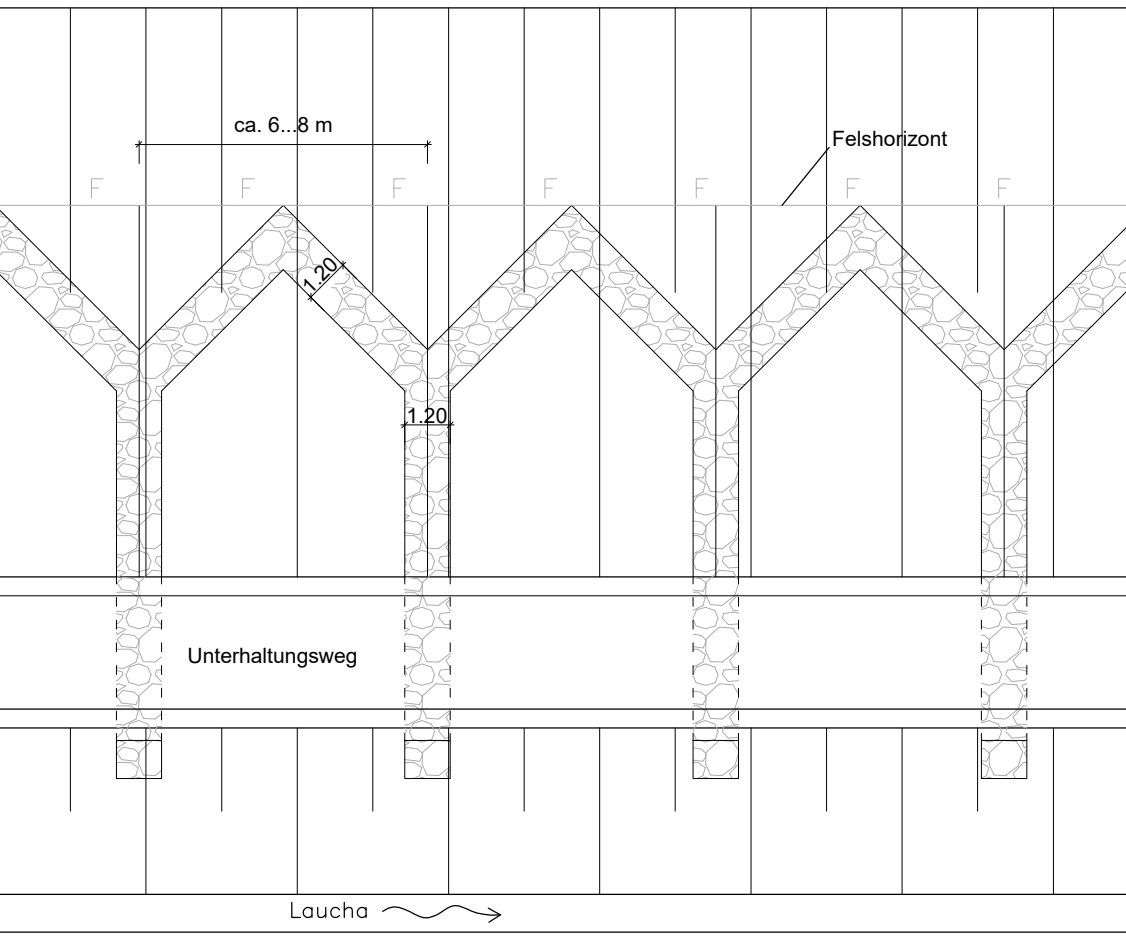 ca. 6...8 m
Felshorizont
F F F F F F F
1.20
1.20
Unterhaltungsweg
Laucha